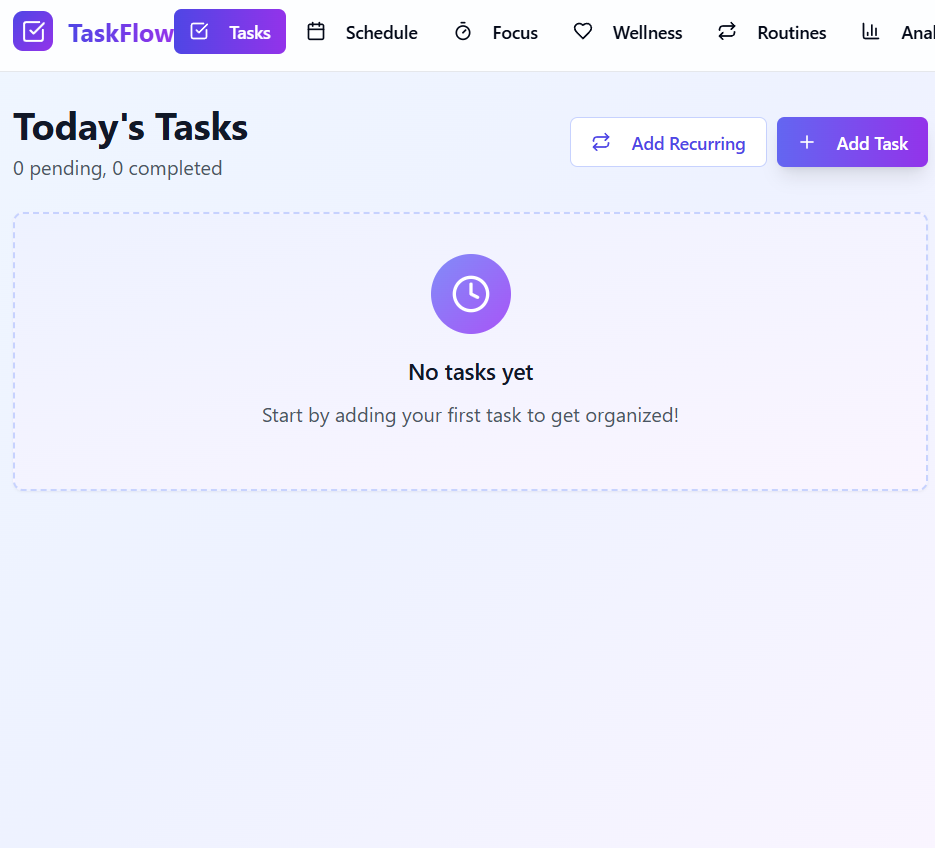 TaskFlow Tasks Schedule Focus Wellness Routines Anal
Today's Tasks
0 pending, 0 completed
Add Recurring Add Task
No tasks yet
Start by adding your first task to get organized!